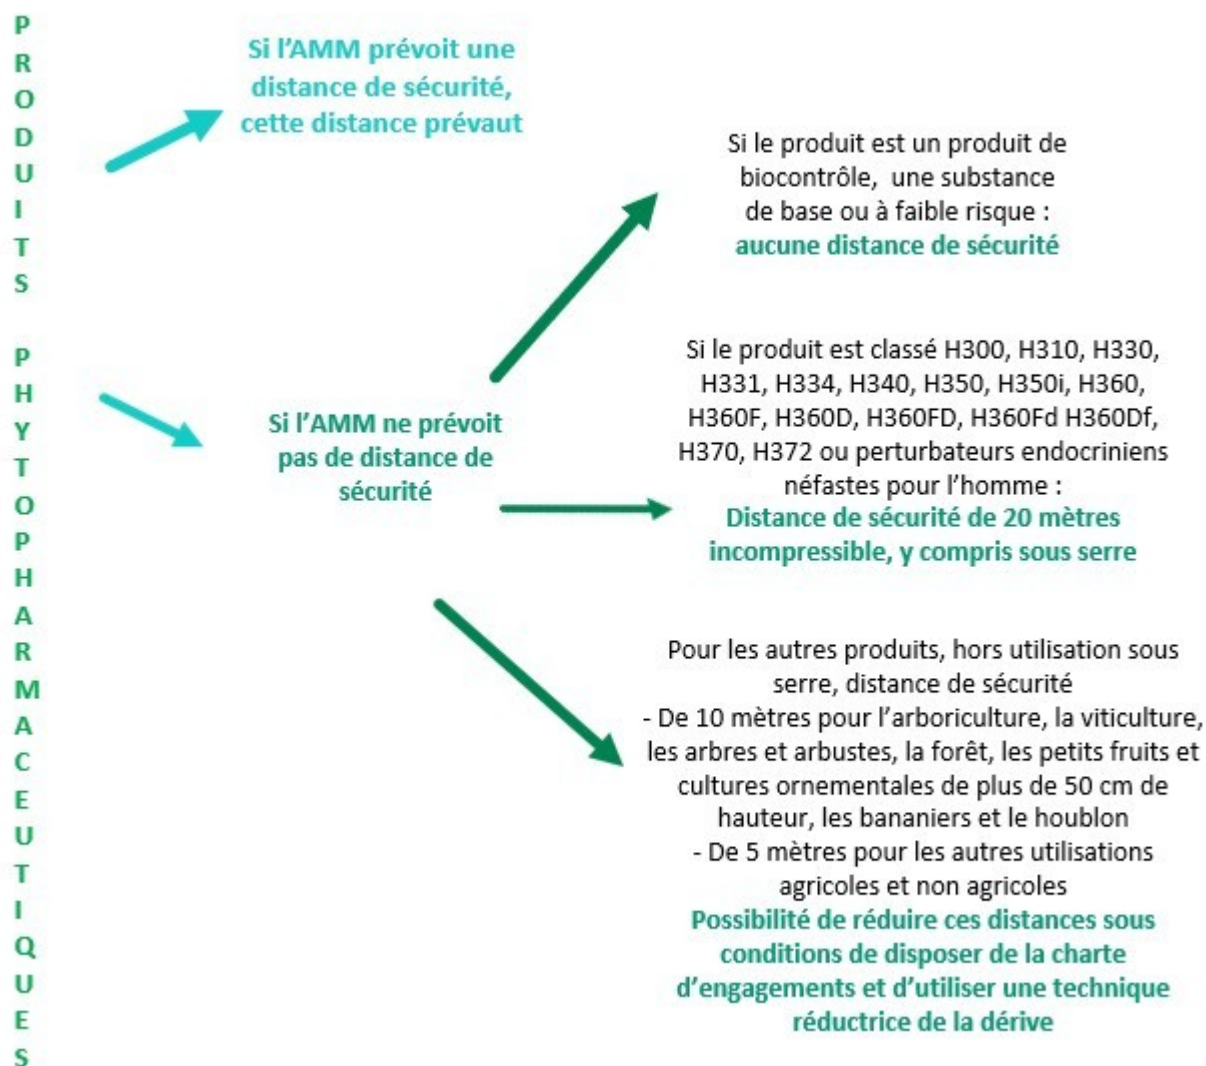 PRODUITS PHYTOPHARMACEUTIQUES
Si l’AMM prévoit une
distance de sécurité,
cette distance prévaut
Si l’AMM ne prévoit
pas de distance de
sécurité
Si le produit est un produit de
biocontrôle, une substance
de base ou à faible risque :
aucune distance de sécurité
Si le produit est classé H300, H310, H330,
H331, H334, H340, H350, H350i, H360,
H360F, H360D, H360FD, H360Fd H360Df,
H370, H372 ou perturbateurs endocriniens
néfastes pour l’homme :
Distance de sécurité de 20 mètres
incompressible, y compris sous serre
Pour les autres produits, hors utilisation sous
serre, distance de sécurité
- De 10 mètres pour l’arboriculture, la viticulture,
les arbres et arbustes, la forêt, les petits fruits et
cultures ornementales de plus de 50 cm de
hauteur, les bananiers et le houblon
- De 5 mètres pour les autres utilisations
agricoles et non agricoles
Possibilité de réduire ces distances sous
conditions de disposer de la charte
d’engagements et d’utiliser une technique
réductrice de la dérive